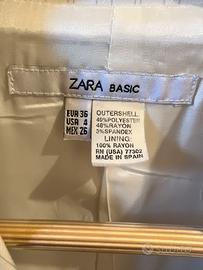 ZARA BASIC
EUR 36
USA 4
MEX 26
OUTERSHELL:
49%POLYESTER
48%RAYON
3%SPANDEX
LINING:
100% RAYON
RN (USA) 77302
MADE IN SPAIN
subito